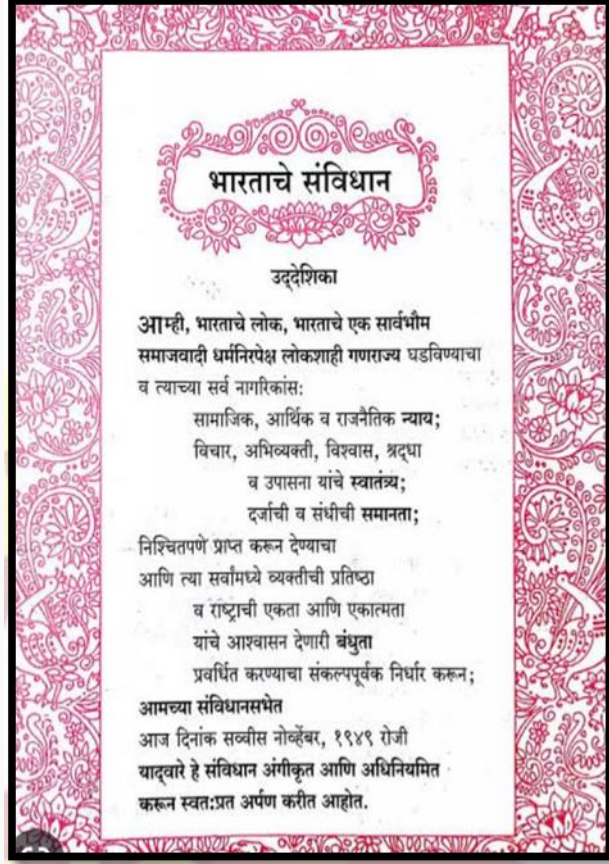 भारताचे संविधान
उद्‌देशिका
आम्ही, भारताचे लोक, भारताचे एक सार्वभौम
समाजवादी धर्मनिरपेक्ष लोकशाही गणराज्य घडविण्याचा
व त्याच्या सर्व नागरिकांस:
सामाजिक, आर्थिक व राजनैतिक न्याय;
विचार, अभिव्यक्ती, विश्वास, श्रद्‌धा
व उपासना यांचे स्वातंत्र्य;
दर्जाची व संधीची समानता;
निश्चितपणे प्राप्त करून देण्याचा
आणि त्या सर्वांमध्ये व्यक्तीची प्रतिष्ठा
व राष्ट्राची एकता आणि एकात्मता
यांचे आश्वासन देणारी बंधुता
प्रवर्धित करण्याचा संकल्पपूर्वक निर्धार करून;
आमच्या संविधानसभेत
आज दिनांक सव्वीस नोव्हेंबर, १९४९ रोजी
याद्‌वारे हे संविधान अंगीकृत आणि अधिनियमित
करून स्वत:प्रत अर्पण करीत आहोत.